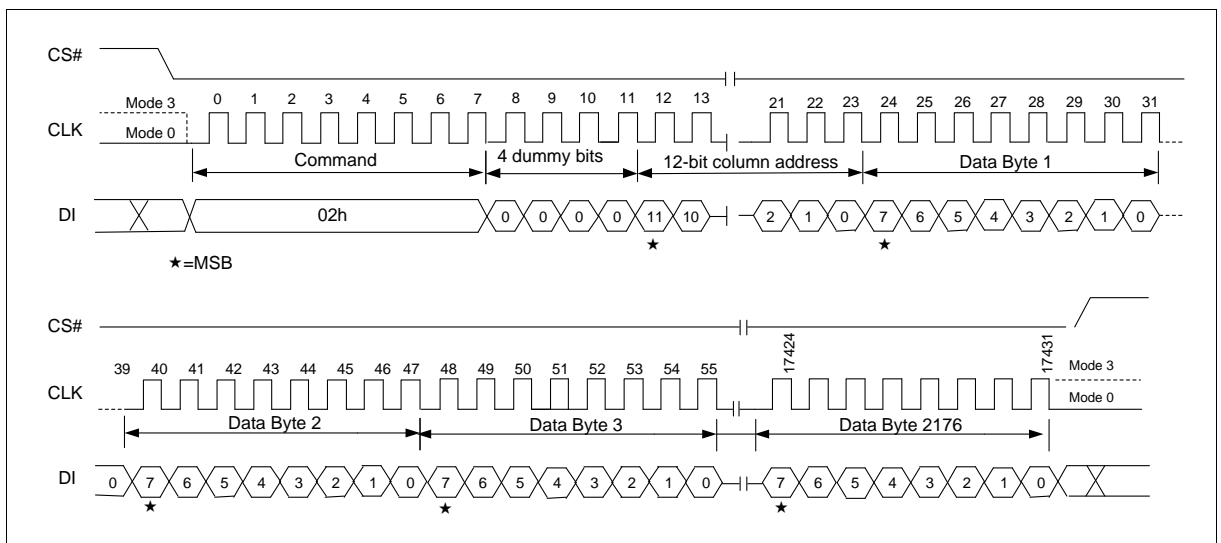 CS#
Mode 3
0 1 2 3 4 5 6 7 8 9 10 11 12 13 21 22 23 24 25 26 27 28 29 30 31
CLK
Mode 0
Command
4 dummy bits
12-bit column address
Data Byte 1
DI
02h
0 0 0 0 11 10 2 1 0 7 6 5 4 3 2 1 0
★ ★
★=MSB
CS#
39 40 41 42 43 44 45 46 47 48 49 50 51 52 53 54 55 17424 17431
Mode 3
CLK
Mode 0
Data Byte 2
Data Byte 3
Data Byte 2176
DI
0 7 6 5 4 3 2 1 0 7 6 5 4 3 2 1 0 7 6 5 4 3 2 1 0
★ ★ ★